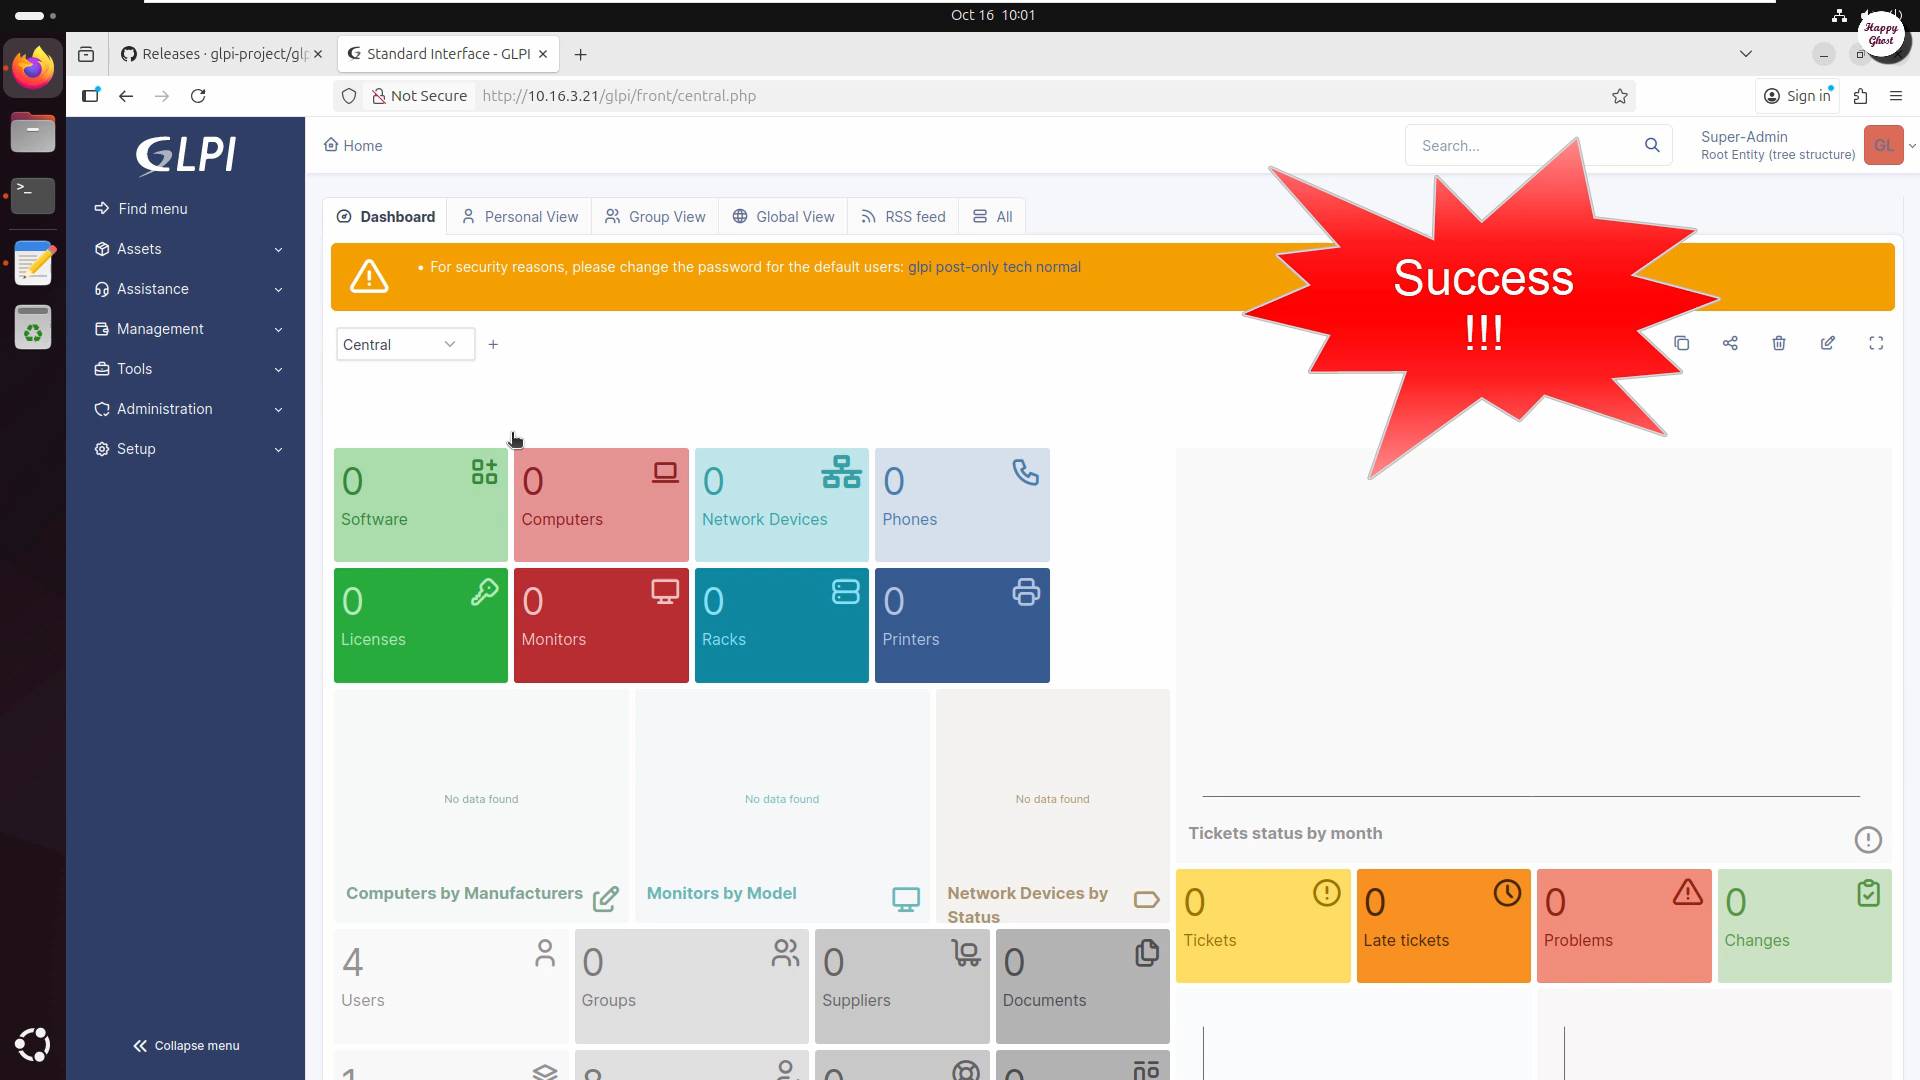 Oct 16 10:01
Happy
Ghost
Releases · glpi-project/glp
Standard Interface - GLPI
Not Secure
http://10.16.3.21/glpi/front/central.php
Sign in
GLPI
Home
Search...
Super-Admin
Root Entity (tree structure)
GL
Find menu
Assets
Assistance
Management
Tools
Administration
Setup
Collapse menu
Dashboard
Personal View
Group View
Global View
RSS feed
All
• For security reasons, please change the password for the default users: glpi post-only tech normal
Success
!!!
Central
0
Software
0
Computers
0
Network Devices
0
Phones
0
Licenses
0
Monitors
0
Racks
0
Printers
No data found
Computers by Manufacturers
No data found
Monitors by Model
No data found
Network Devices by
Status
Tickets status by month
0
Tickets
0
Late tickets
0
Problems
0
Changes
4
Users
0
Groups
0
Suppliers
0
Documents